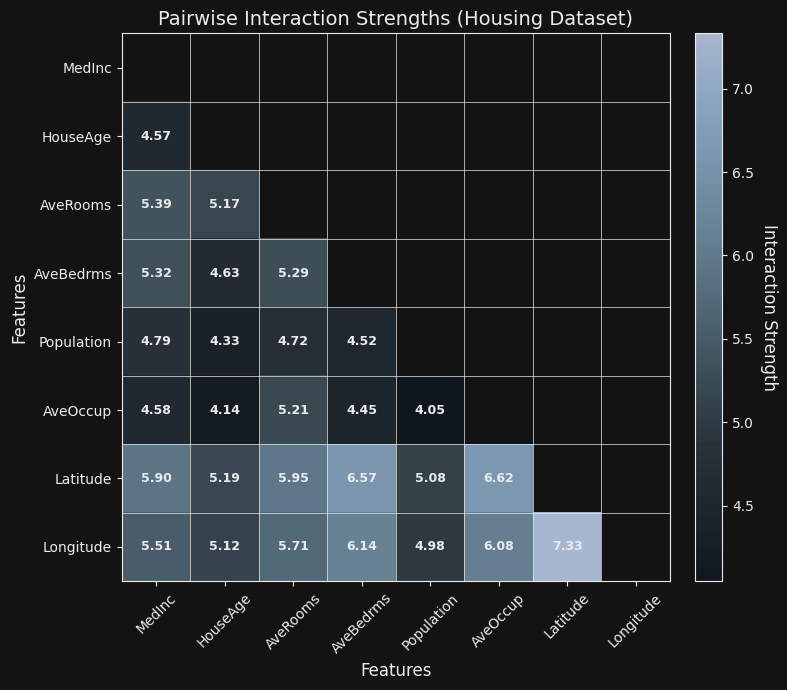 Pairwise Interaction Strengths (Housing Dataset)
MedInc
HouseAge 4.57
AveRooms 5.39 5.17
AveBedrms 5.32 4.63 5.29
Population 4.79 4.33 4.72 4.52
AveOccup 4.58 4.14 5.21 4.45 4.05
Latitude 5.90 5.19 5.95 6.57 5.08 6.62
Longitude 5.51 5.12 5.71 6.14 4.98 6.08 7.33
MedInc HouseAge AveRooms AveBedrms Population AveOccup Latitude Longitude
Features
Features
7.0
6.5
6.0
5.5
5.0
4.5
Interaction Strength